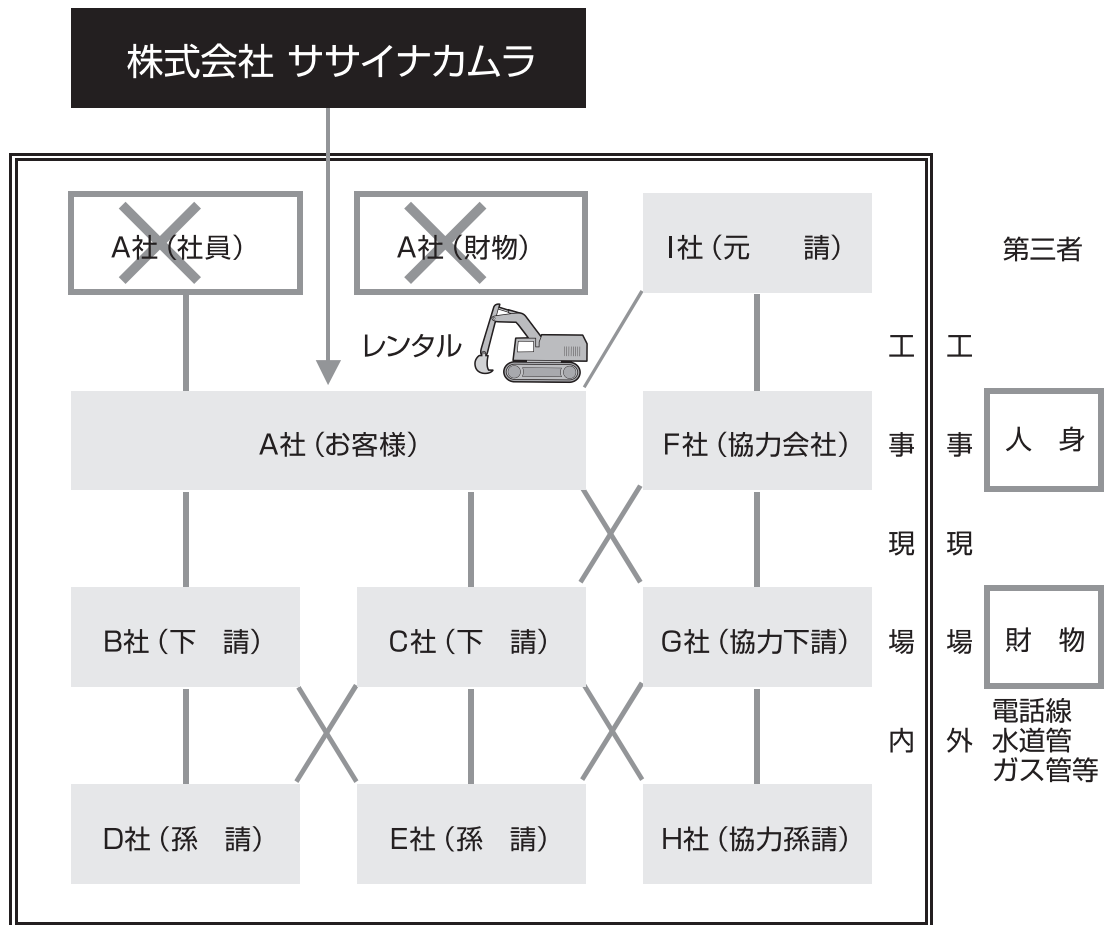 株式会社 ササイナカムラ
A社（社員）
A社（財物）
I社（元　請）
第三者
レンタル
A社（お客様）
F社（協力会社）
人　身
B社（下　請）
C社（下　請）
G社（協力下請）
財　物
電話線
水道管
ガス管等
D社（孫　請）
E社（孫　請）
H社（協力孫請）
工事現場内
工事現場外